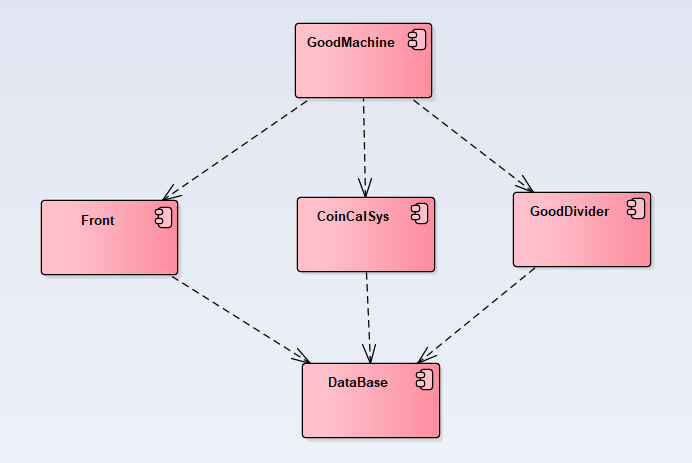 GoodMachine
Front
CoinCalSys
GoodDivider
DataBase